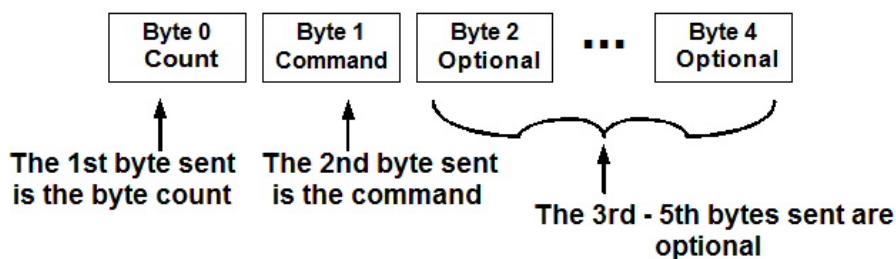 Byte 0
Count
Byte 1
Command
Byte 2
Optional
...
Byte 4
Optional
The 1st byte sent
is the byte count
The 2nd byte sent
is the command
The 3rd - 5th bytes sent are
optional